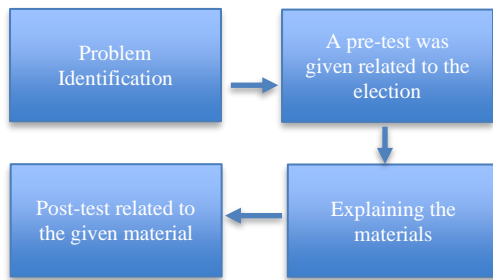 Problem
Identification
A pre-test was
given related to the
election
Explaining the
materials
Post-test related to
the given material